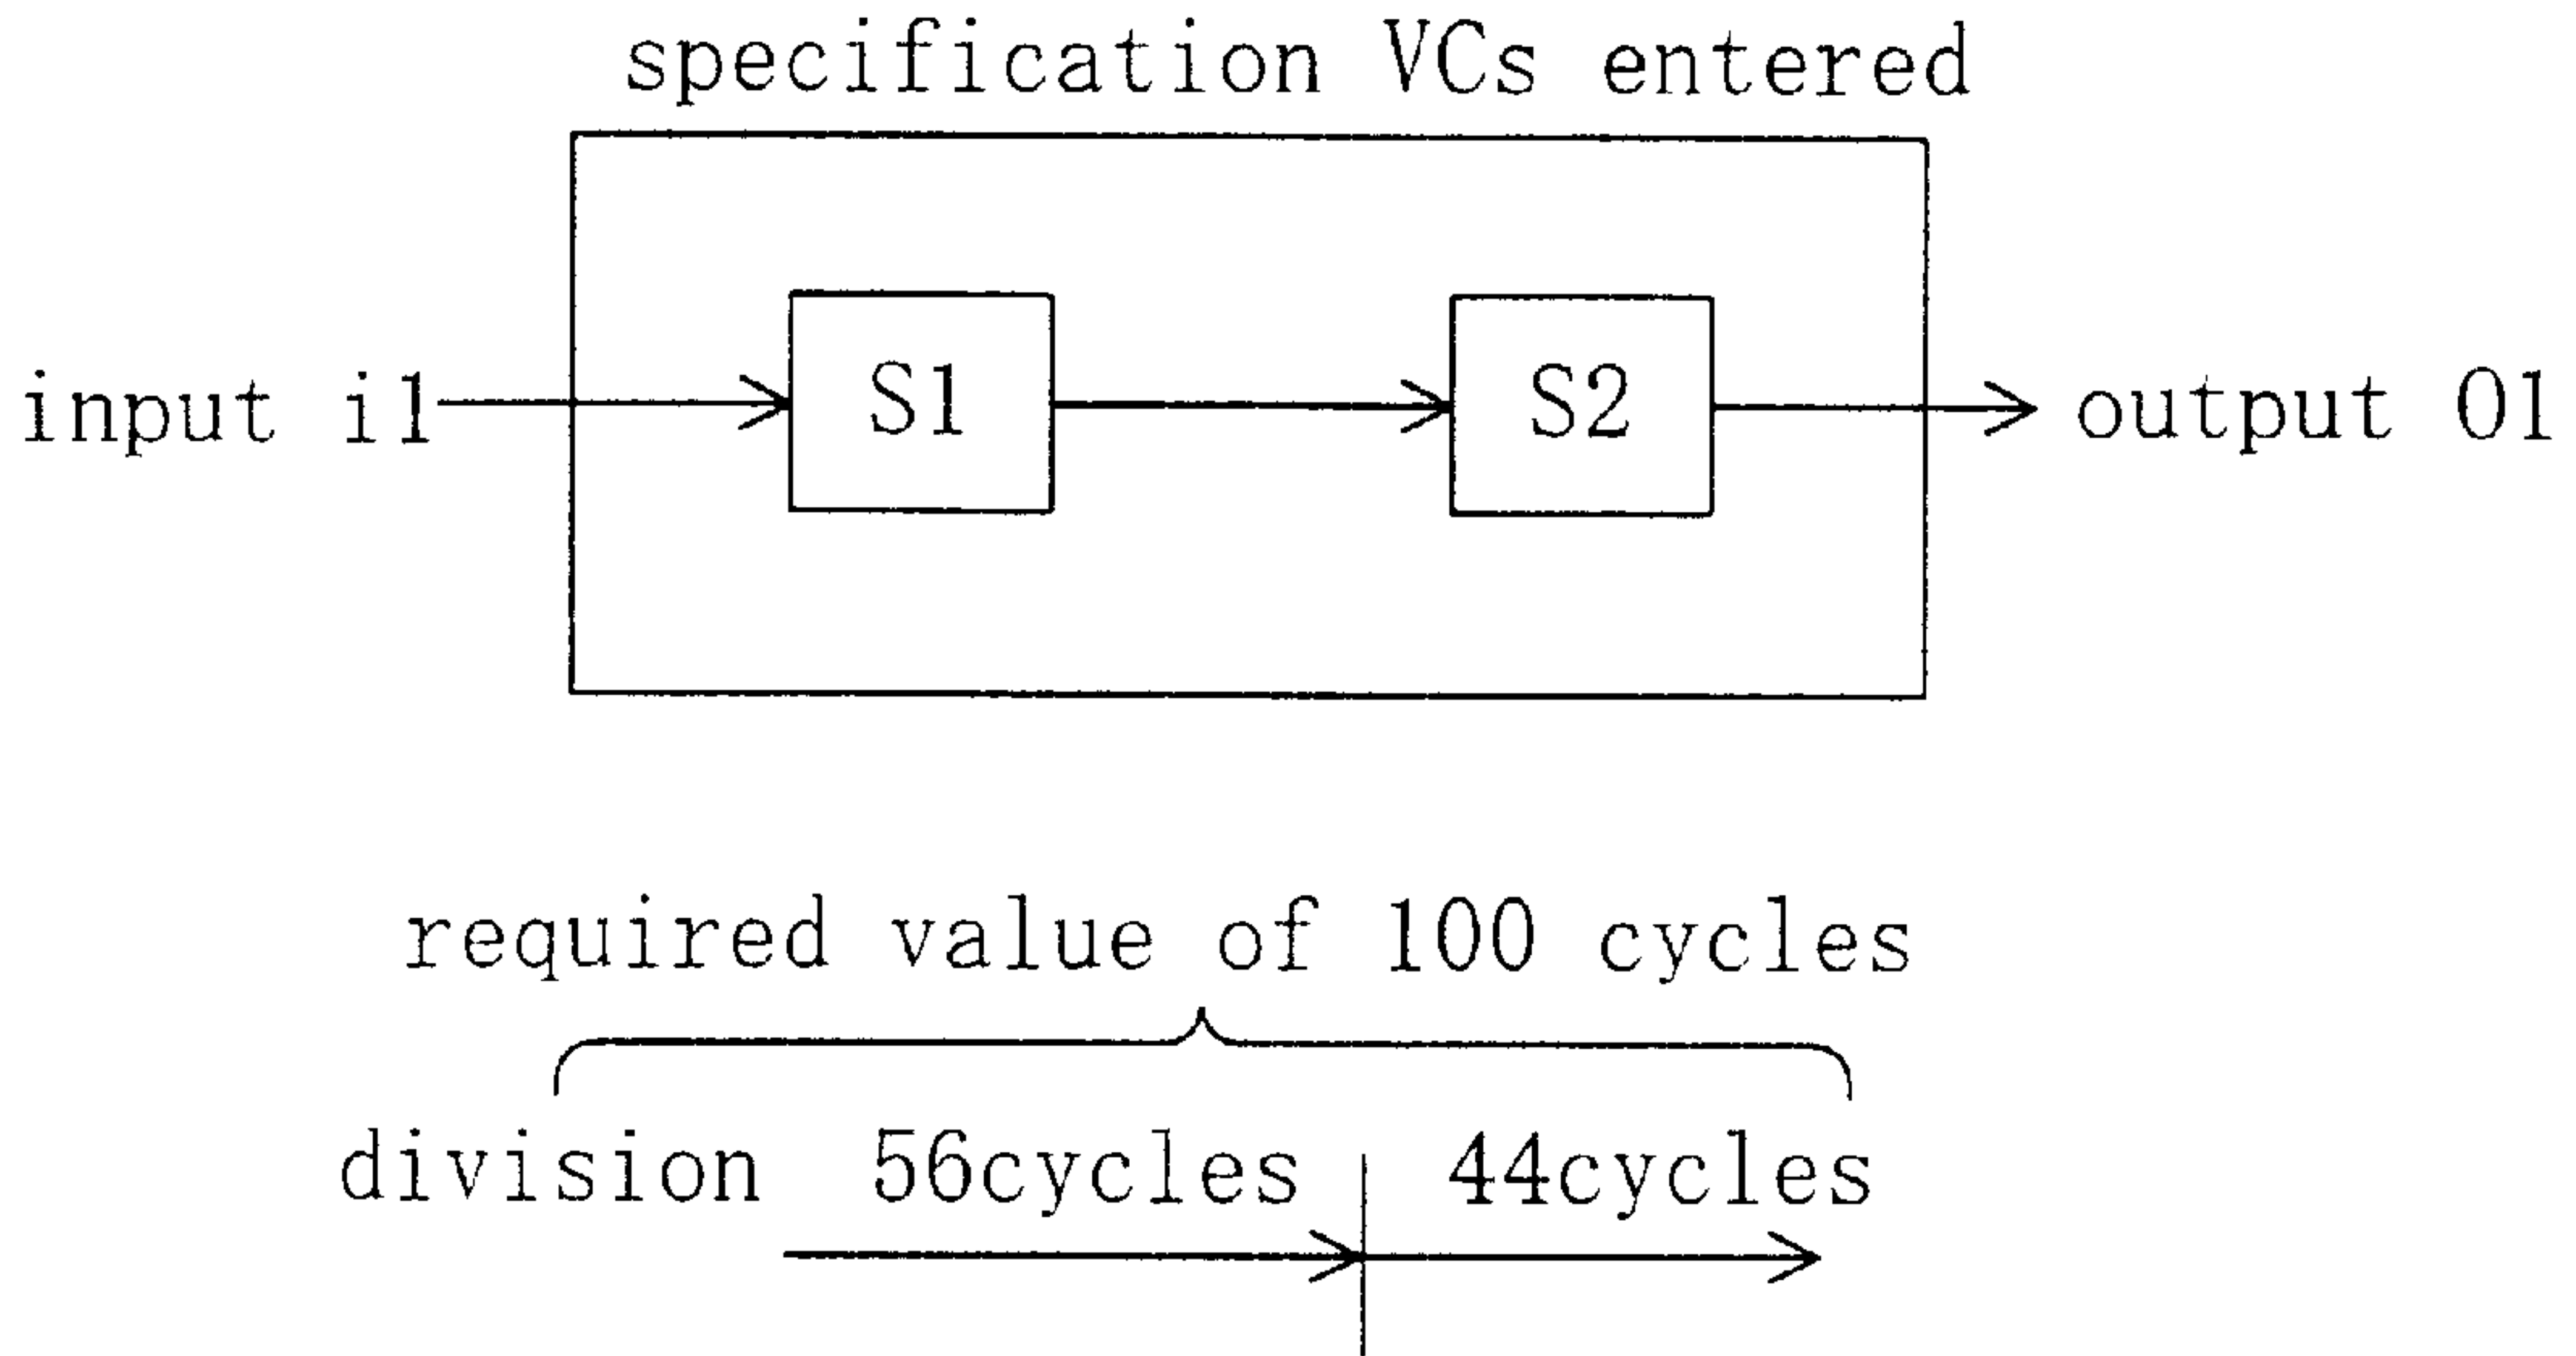 specification VCs entered
input i1 S1 S2 output O1
required value of 100 cycles
division 56cycles 44cycles